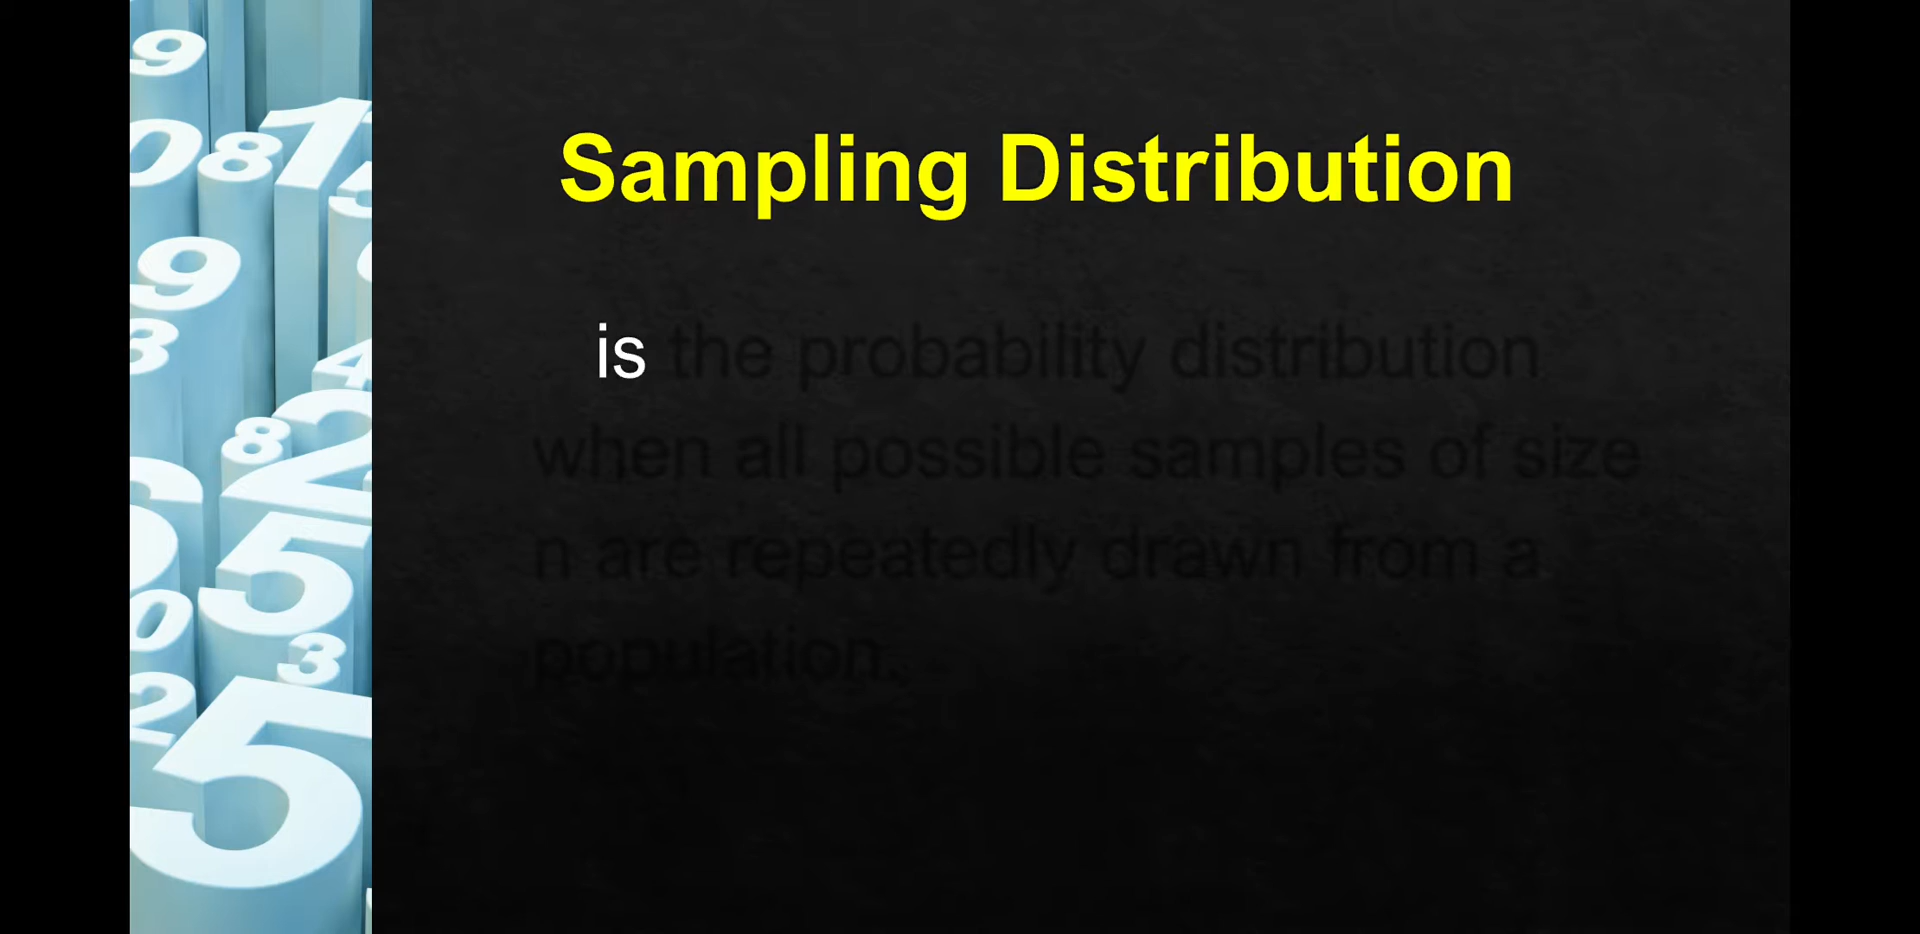 Sampling Distribution
is the probability distribution
when all possible samples of size
n are repeatedly drawn from a
population.